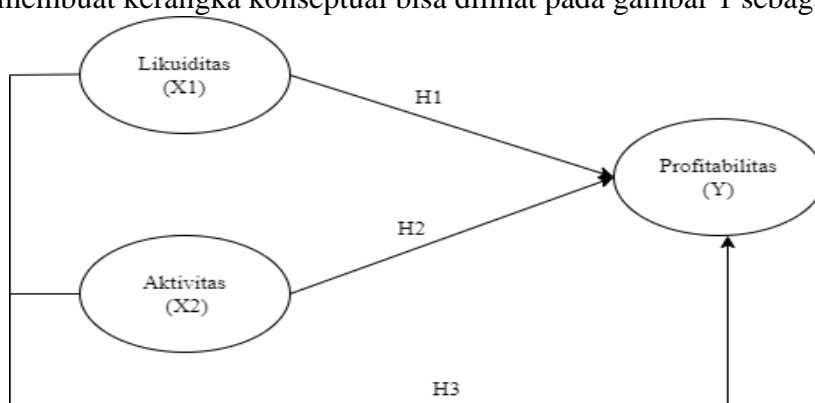 membuat kerangka konseptual bisa dilihat pada gambar 1 sebaga
Likuiditas
(X1)
H1
Profitabilitas
(Y)
H2
Aktivitas
(X2)
H3